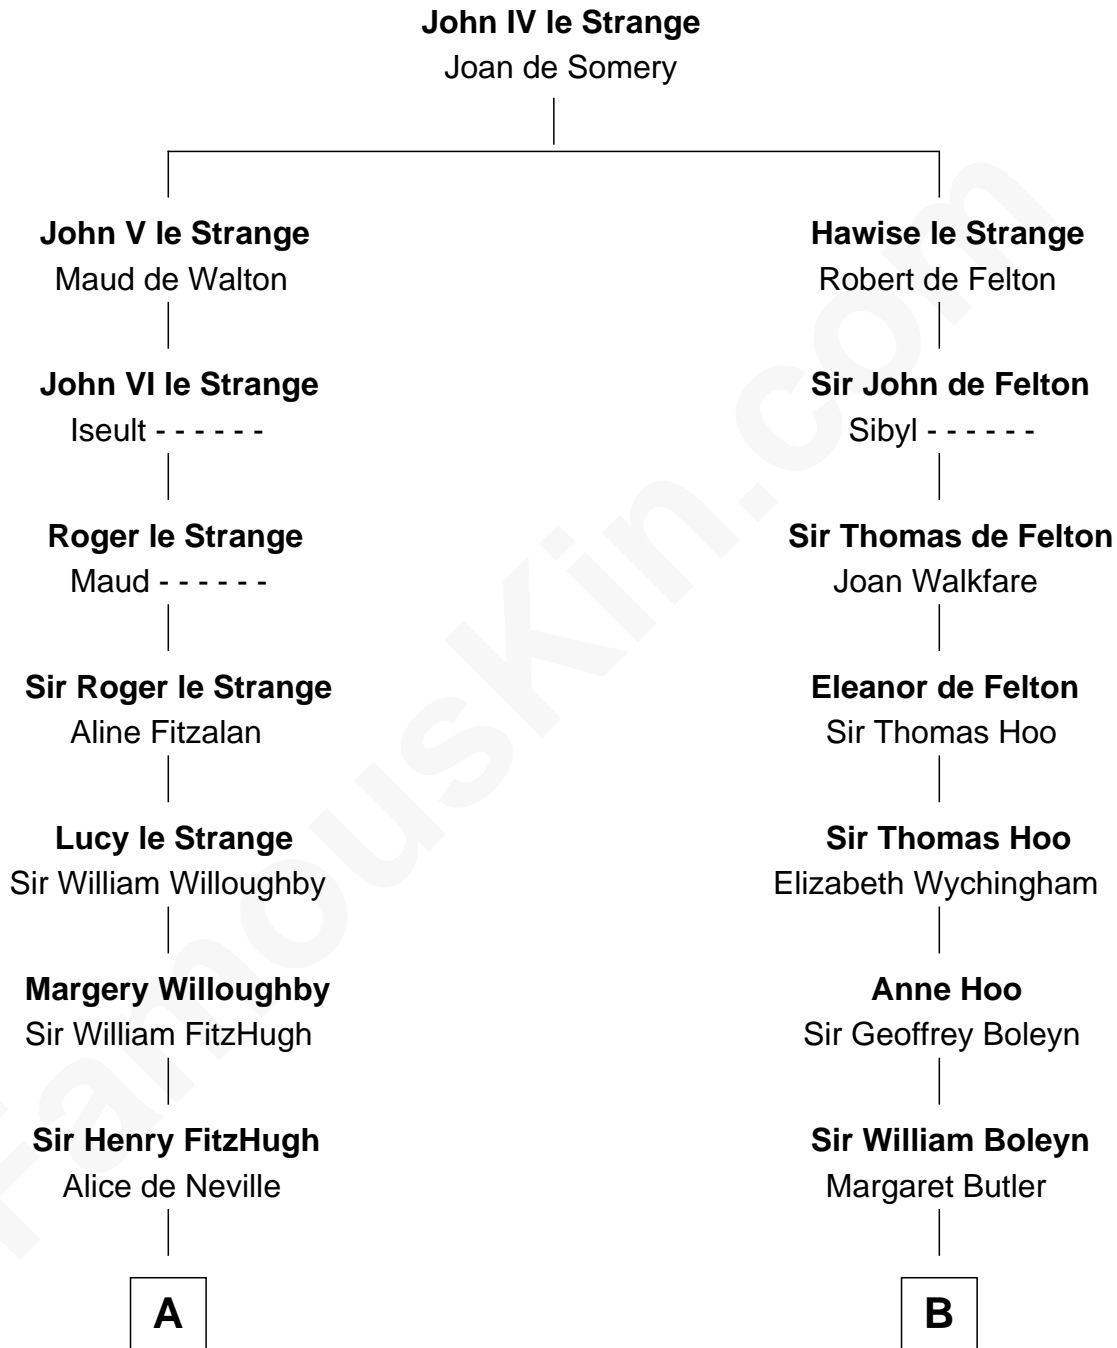 John IV le Strange
Joan de Somery
John V le Strange
Maud de Walton
Hawise le Strange
Robert de Felton
John VI le Strange
Iseult - - - - - -
Sir John de Felton
Sibyl - - - - - -
Roger le Strange
Maud - - - - - -
Sir Thomas de Felton
Joan Walkfare
Sir Roger le Strange
Aline Fitzalan
Eleanor de Felton
Sir Thomas Hoo
Lucy le Strange
Sir William Willoughby
Sir Thomas Hoo
Elizabeth Wychingham
Margery Willoughby
Sir William FitzHugh
Anne Hoo
Sir Geoffrey Boleyn
Sir Henry FitzHugh
Alice de Neville
Sir William Boleyn
Margaret Butler
A
B
FamousKin.com